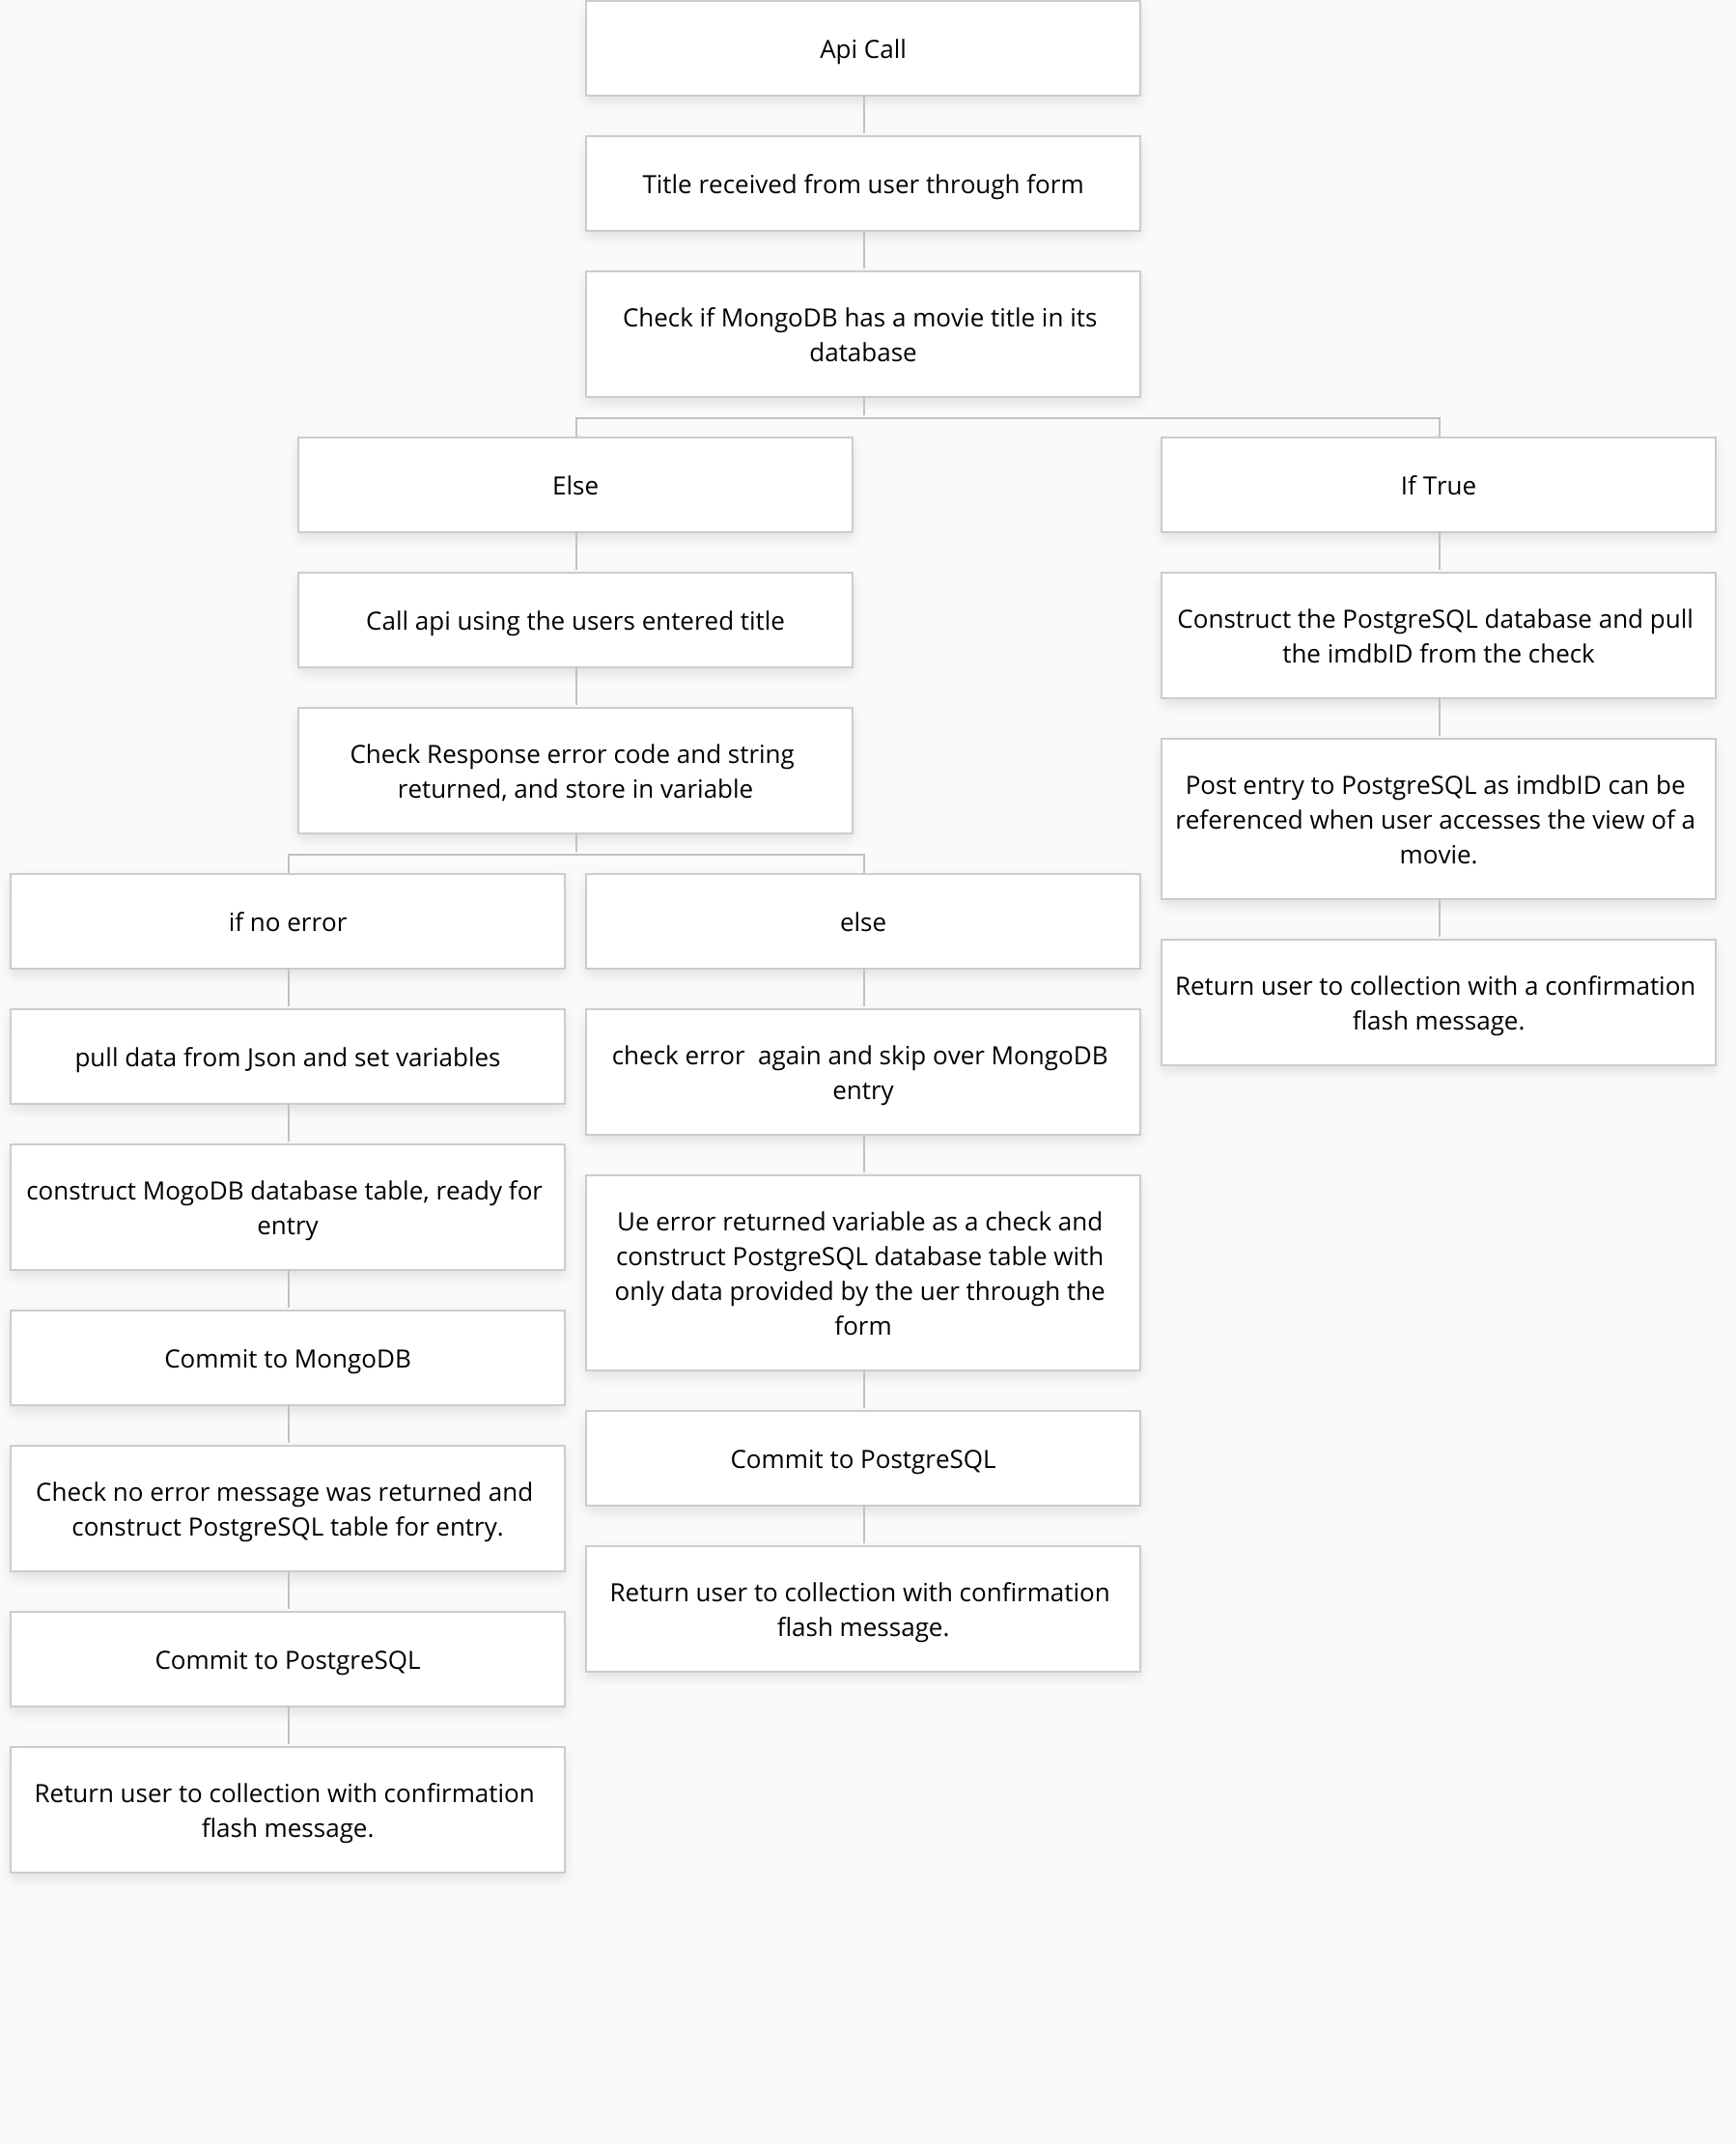 Api Call
Title received from user through form
Check if MongoDB has a movie title in its
database
Else
If True
Call api using the users entered title
Construct the PostgreSQL database and pull
the imdbID from the check
Check Response error code and string
returned, and store in variable
Post entry to PostgreSQL as imdbID can be
referenced when user accesses the view of a
movie.
if no error
else
Return user to collection with a confirmation
flash message.
pull data from Json and set variables
check error  again and skip over MongoDB
entry
construct MogoDB database table, ready for
entry
Ue error returned variable as a check and
construct PostgreSQL database table with
only data provided by the uer through the
form
Commit to MongoDB
Commit to PostgreSQL
Check no error message was returned and
construct PostgreSQL table for entry.
Return user to collection with confirmation
flash message.
Commit to PostgreSQL
Return user to collection with confirmation
flash message.